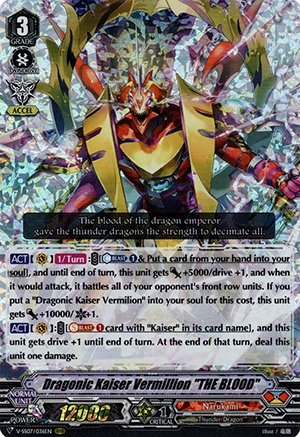 3
GRADE
ACCEL
The blood of the dragon emperor
gave the thunder dragons the strength to decimate all.
ACT 1/Turn : BLAST 1 & Put a card from your hand into your
soul), and until end of turn, this unit gets +5000/drive +1, and when
it would attack, it battles all of your opponent's front row units. If you
put a "Dragonic Kaiser Vermilion" into your soul for this cost, this unit
gets +10000/+1.
ACT BLAST 1 card with "Kaiser" in its card name), and this
unit gets drive +1 until end of turn. At the end of that turn, deal this
unit one damage.
NORMAL UNIT
Dragonic Kaiser Vermillion "THE BLOOD"
POWER 12000
1 CRITICAL
Narukami
Thunder Dragon
V-SS07/036EN RRR
Illust /